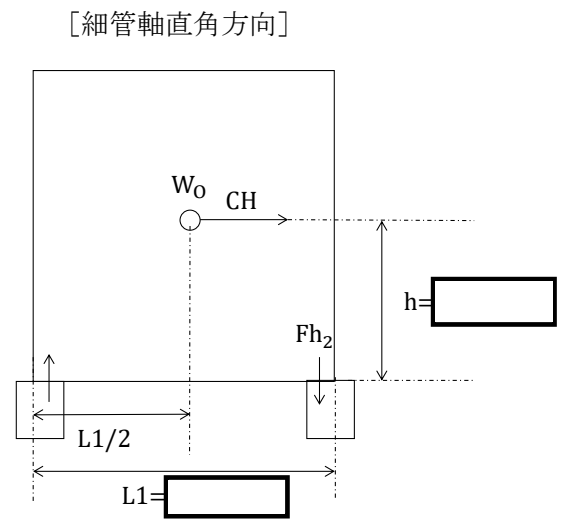 ［細管軸直角方向］
W₀
CH
h=
Fh₂
L1/2
L1=